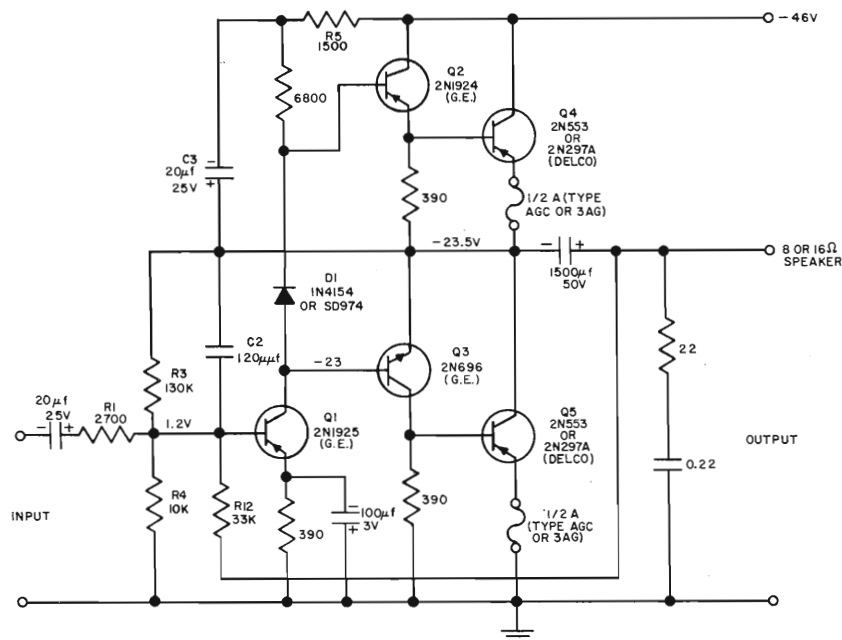 -46V
R5
1500
Q2
2N1924
(G.E.)
6800
Q4
2N553
OR
2N297A
(DELCO)
C3
20µf
25V
-
+
390
1/2 A (TYPE
AGC OR 3AG)
-23.5V
- +
1500µf
50V
8 OR 16Ω
SPEAKER
D1
1N4154
OR SD974
C2
120µµf
-23
Q3
2N696
(G.E.)
22
R3
130K
20µf
25V
- +
R1
2700
1.2V
Q1
2N1925
(G.E.)
Q5
2N553
OR
2N297A
(DELCO)
OUTPUT
0.22
INPUT
R4
10K
R12
33K
390
-
100µf
+ 3V
390
1/2 A
(TYPE AGC
OR 3AG)